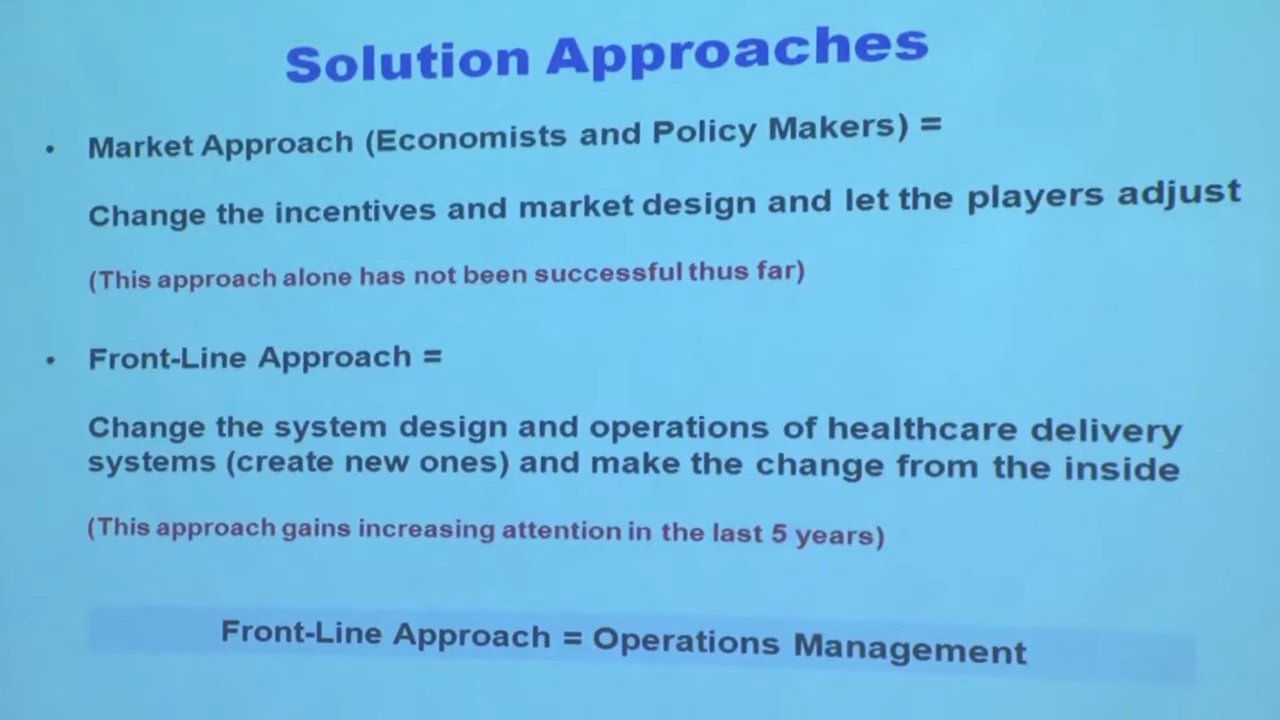 Solution Approaches
• Market Approach (Economists and Policy Makers) =
Change the incentives and market design and let the players adjust
(This approach alone has not been successful thus far)
• Front-Line Approach =
Change the system design and operations of healthcare delivery
systems (create new ones) and make the change from the inside
(This approach gains increasing attention in the last 5 years)
Front-Line Approach = Operations Management